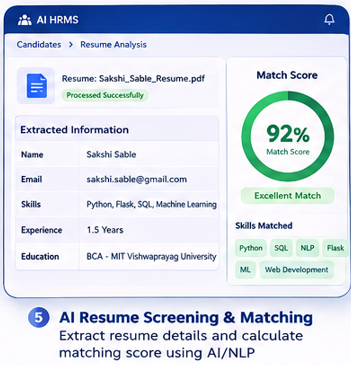 AI HRMS
Candidates > Resume Analysis
Resume: Sakshi_Sable_Resume.pdf
Processed Successfully
Extracted Information
Name Sakshi Sable
Email sakshi.sable@gmail.com
Skills Python, Flask, SQL, Machine Learning
Experience 1.5 Years
Education BCA - MIT Vishwaprayag University
Match Score
92%
Match Score
Excellent Match
Skills Matched
Python SQL NLP Flask
ML Web Development
5 AI Resume Screening & Matching
Extract resume details and calculate
matching score using AI/NLP